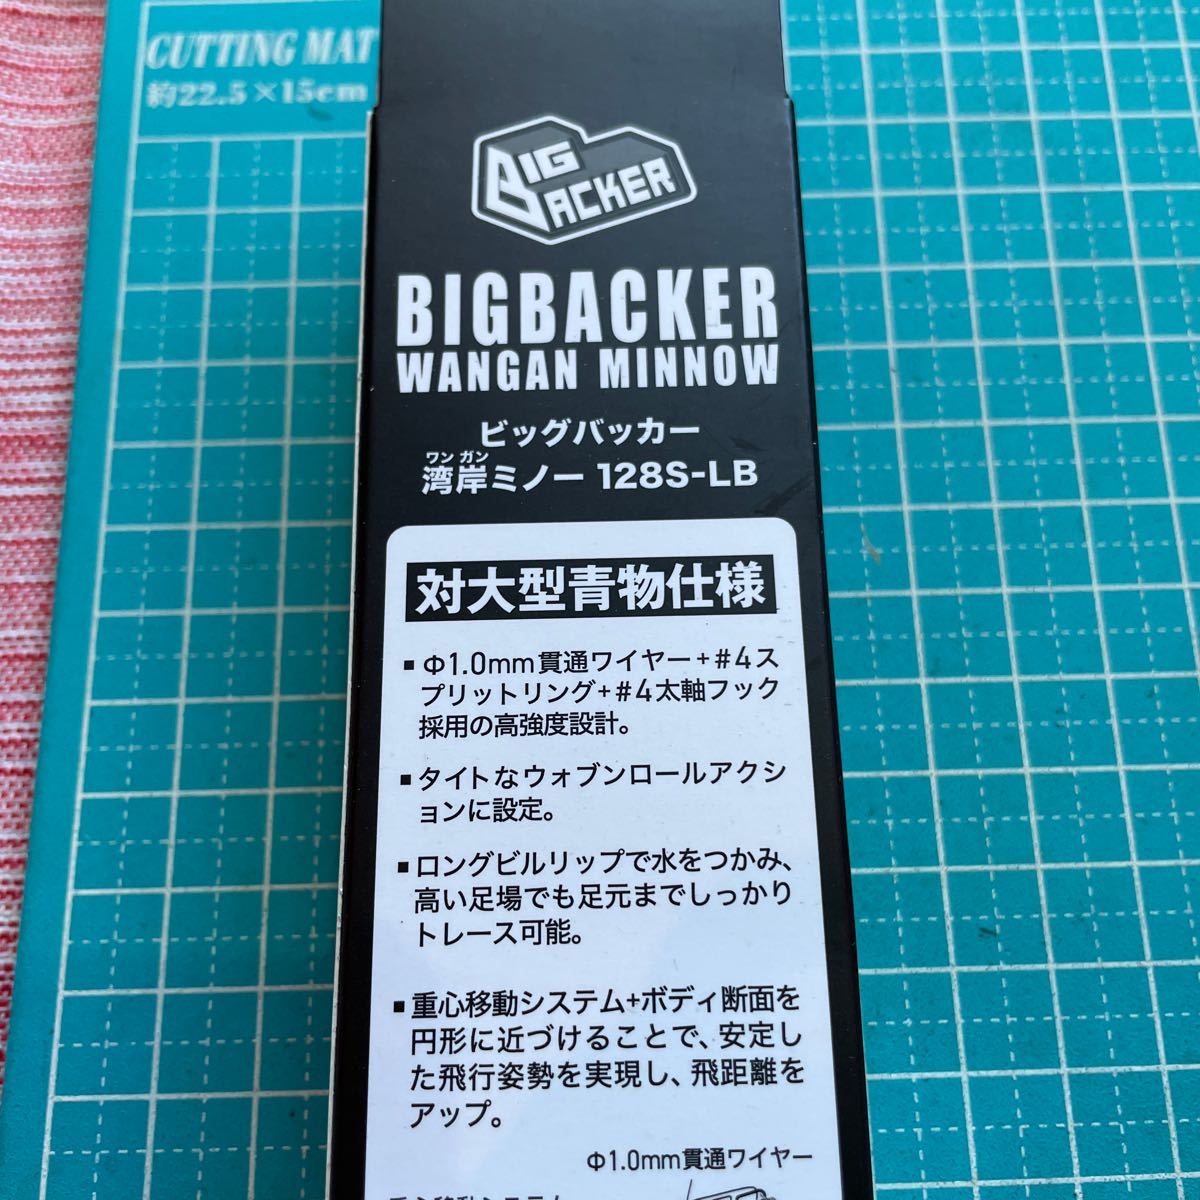 CUTTING MAT
約22.5×15cm
BIG
BACKER
BIGBACKER
WANGAN MINNOW
ビッグバッカー
ワン ガン
湾岸ミノー 128S-LB
対大型青物仕様
▪Φ1.0mm貫通ワイヤー+#4ス
プリットリング+#4太軸フック
採用の高強度設計。
▪タイトなウォブンロールアクシ
ョンに設定。
▪ロングビルリップで水をつかみ、
高い足場でも足元までしっかり
トレース可能。
▪重心移動システム+ボディ断面を
円形に近づけることで、安定し
た飛行姿勢を実現し、飛距離を
アップ。
Φ1.0mm貫通ワイヤー
重心移動システム